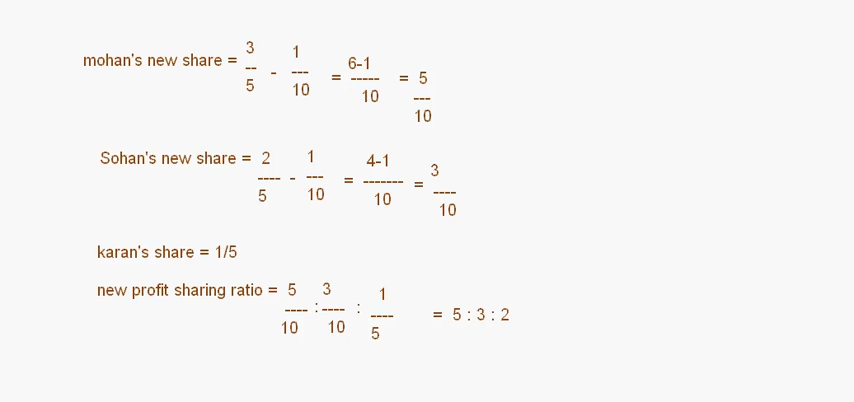 mohan's new share = 3/5 - 1/10 = 6-1/10 = 5/10
Sohan's new share = 2/5 - 1/10 = 4-1/10 = 3/10
karan's share = 1/5
new profit sharing ratio = 5/10 : 3/10 : 1/5 = 5 : 3 : 2